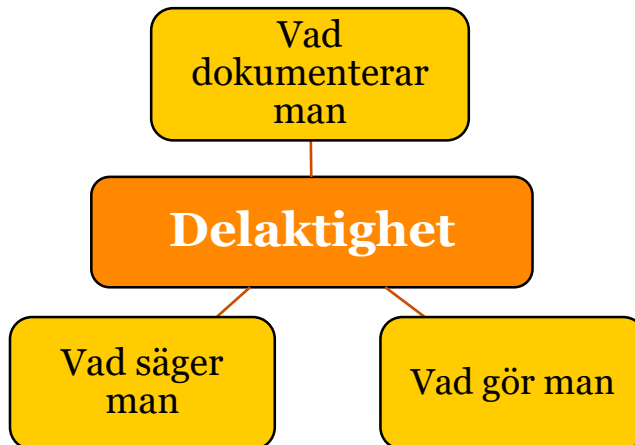 Vad
dokumenterar
man
Delaktighet
Vad säger
man
Vad gör man